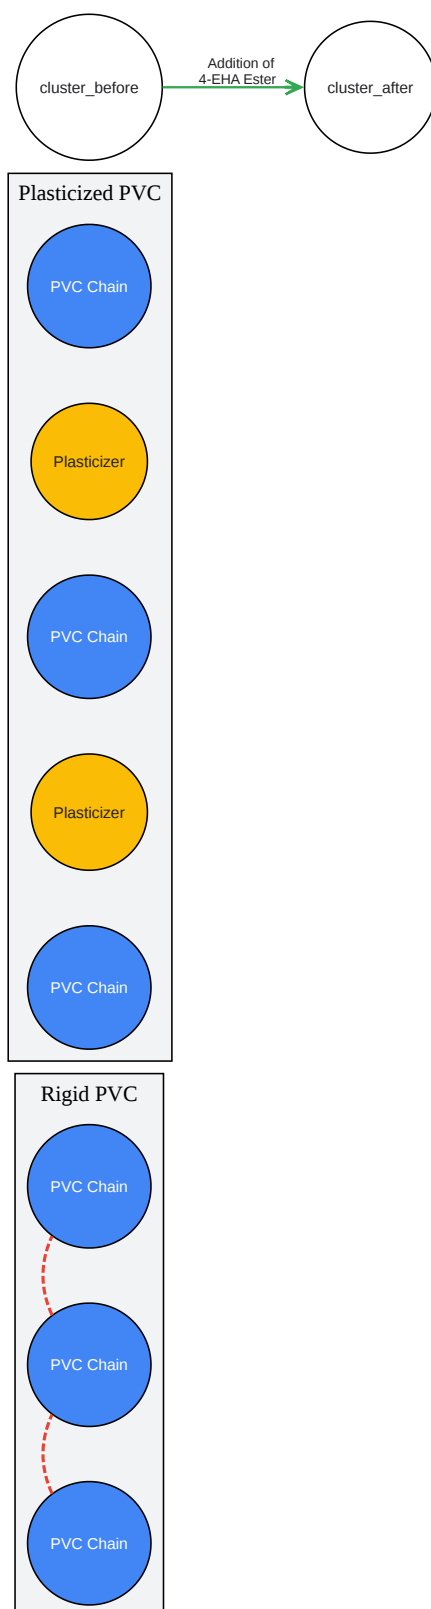 Addition of
4-EHA Ester
cluster_before
cluster_after
Plasticized PVC
PVC Chain
Plasticizer
PVC Chain
Plasticizer
PVC Chain
Rigid PVC
PVC Chain
PVC Chain
PVC Chain